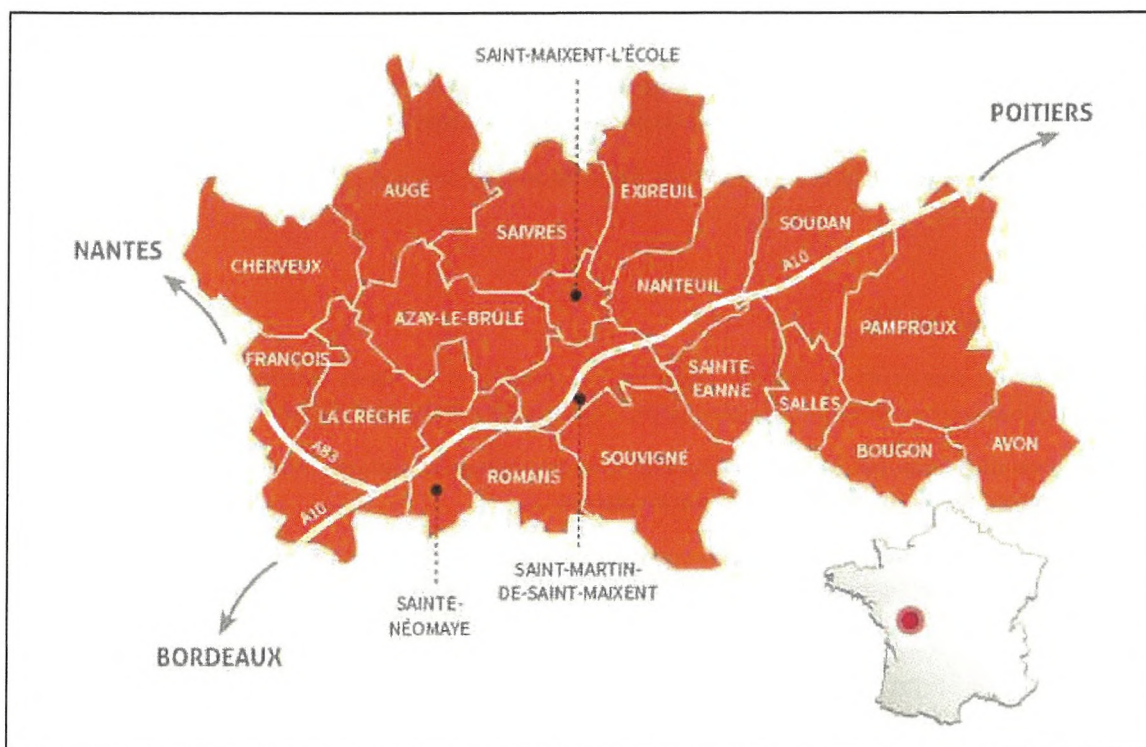 SAINT-MAIXENT-L'ÉCOLE
POITIERS
AUGÉ
EXIREUIL
SAIVRES
SOUDAN
NANTES
CHERVEUX
A10
NANTEUIL
AZAY-LE-BRÛLÉ
PAMPROUX
FRANÇOIS
SAINTE-
EANNE
LA CRÈCHE
SALLES
A83
SOUVIGNÉ
BOUGON
AVON
ROMANS
A10
SAINT-MARTIN-
DE-SAINT-MAIXENT
SAINTE-
NÉOMAYE
BORDEAUX